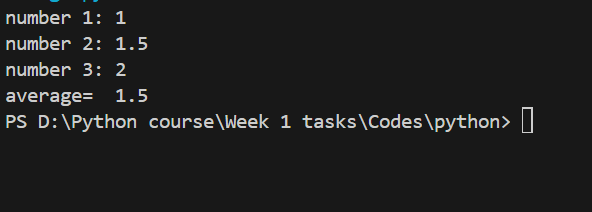 number 1: 1
number 2: 1.5
number 3: 2
average=  1.5
PS D:\Python course\Week 1 tasks\Codes\python>